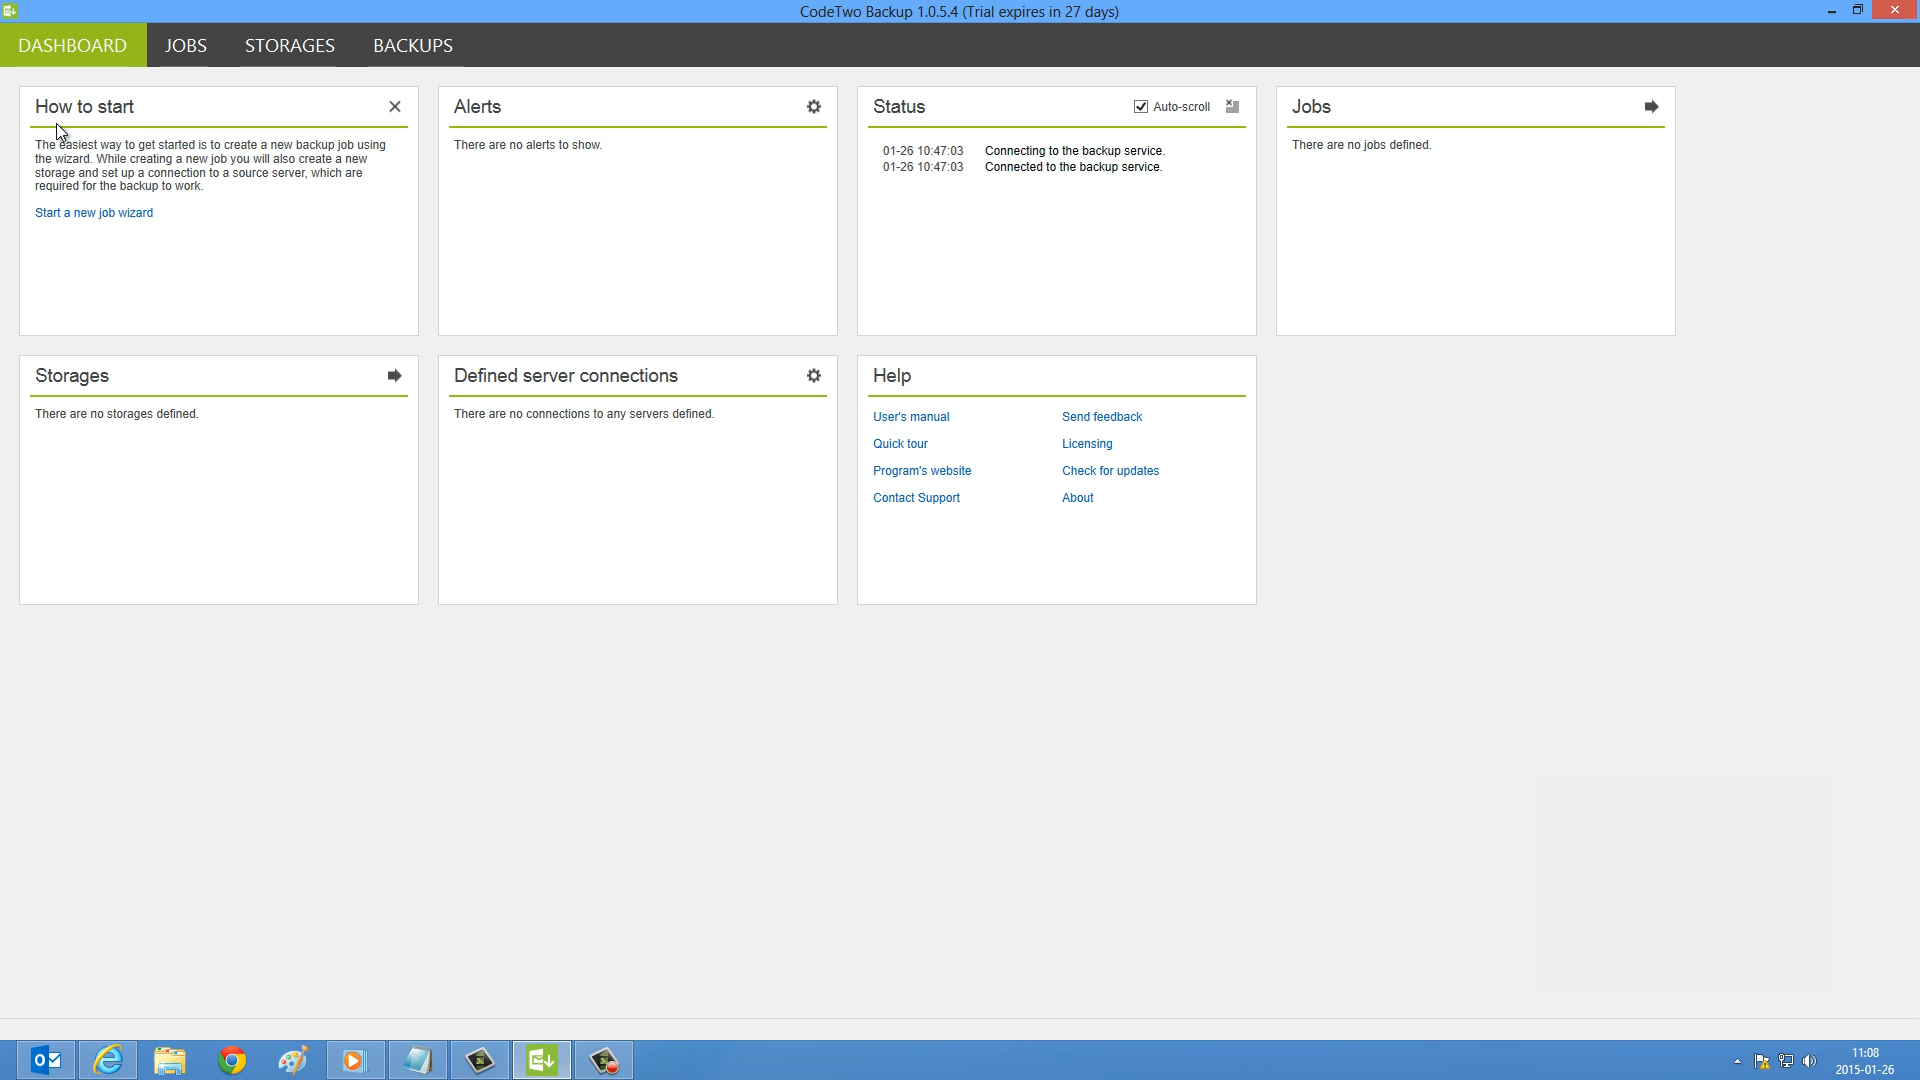 CodeTwo Backup 1.0.5.4 (Trial expires in 27 days)
DASHBOARD JOBS STORAGES BACKUPS
How to start
The easiest way to get started is to create a new backup job using
the wizard. While creating a new job you will also create a new
storage and set up a connection to a source server, which are
required for the backup to work.
Start a new job wizard
Alerts
There are no alerts to show.
Status
Auto-scroll
01-26 10:47:03 Connecting to the backup service.
01-26 10:47:03 Connected to the backup service.
Jobs
There are no jobs defined.
Storages
There are no storages defined.
Defined server connections
There are no connections to any servers defined.
Help
User's manual
Quick tour
Program's website
Contact Support
Send feedback
Licensing
Check for updates
About
11:08
2015-01-26